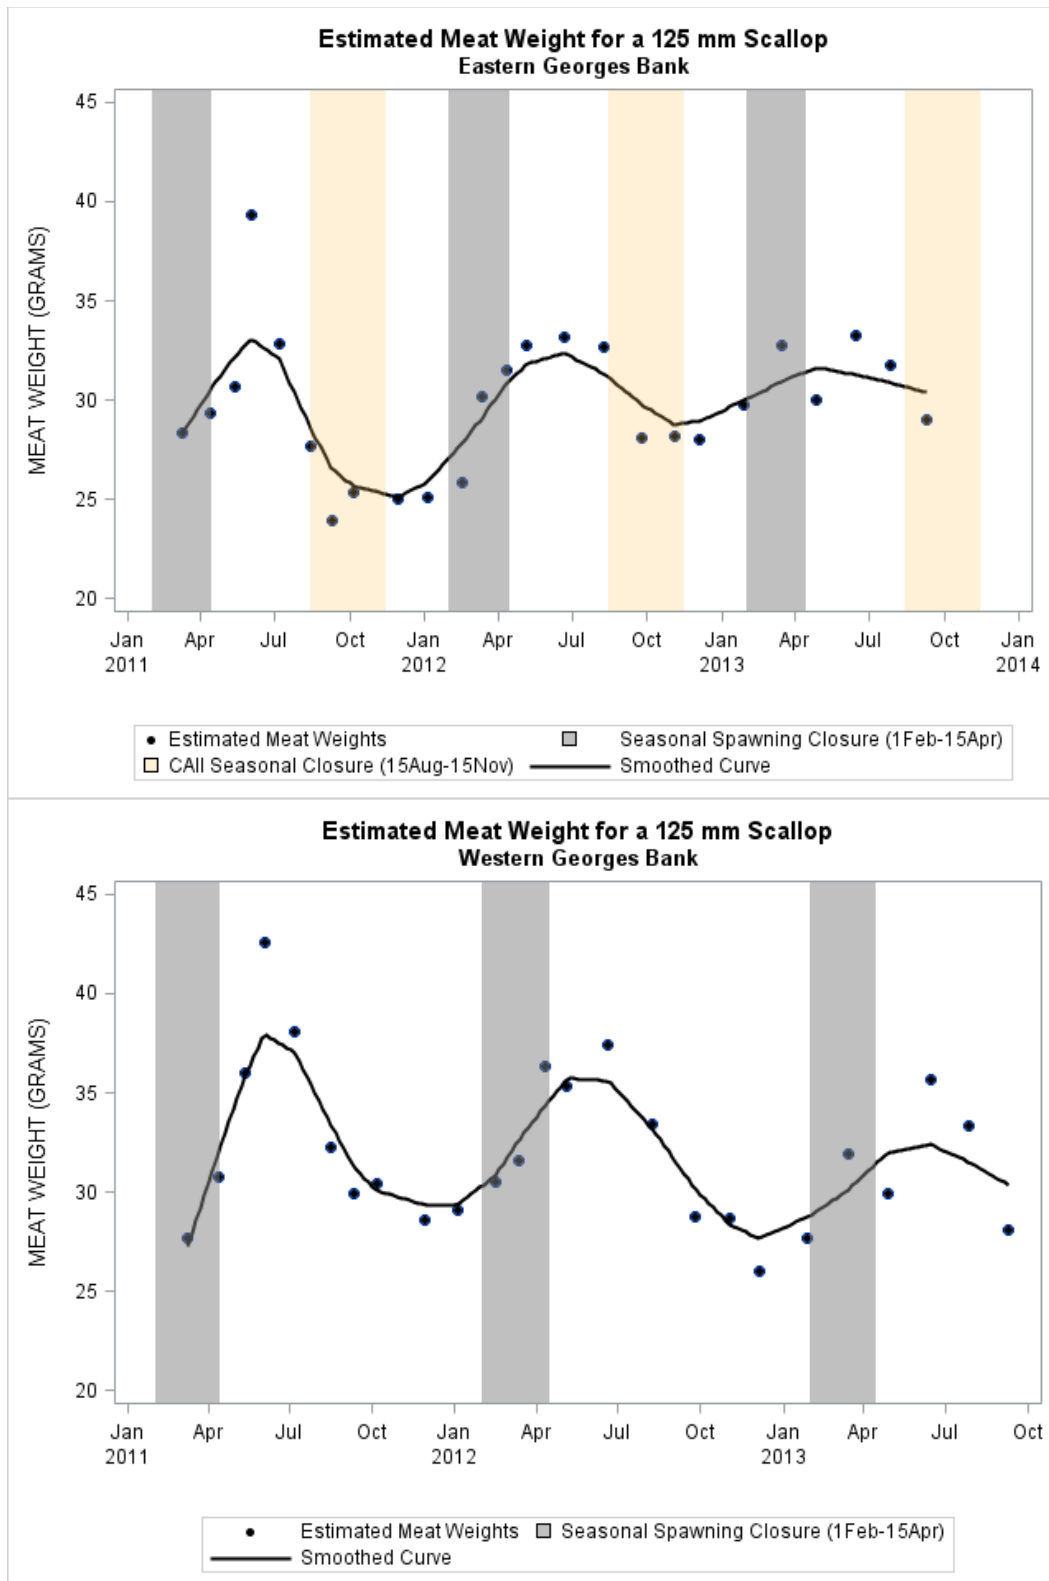 Estimated Meat Weight for a 125 mm Scallop
Eastern Georges Bank
MEAT WEIGHT (GRAMS)
45
40
35
30
25
20
Jan Apr Jul Oct Jan Apr Jul Oct Jan Apr Jul Oct Jan
2011 2012 2013 2014
Estimated Meat Weights Seasonal Spawning Closure (1Feb-15Apr)
CAII Seasonal Closure (15Aug-15Nov) Smoothed Curve
Estimated Meat Weight for a 125 mm Scallop
Western Georges Bank
MEAT WEIGHT (GRAMS)
45
40
35
30
25
20
Jan Apr Jul Oct Jan Apr Jul Oct Jan Apr Jul Oct
2011 2012 2013
Estimated Meat Weights Seasonal Spawning Closure (1Feb-15Apr)
Smoothed Curve